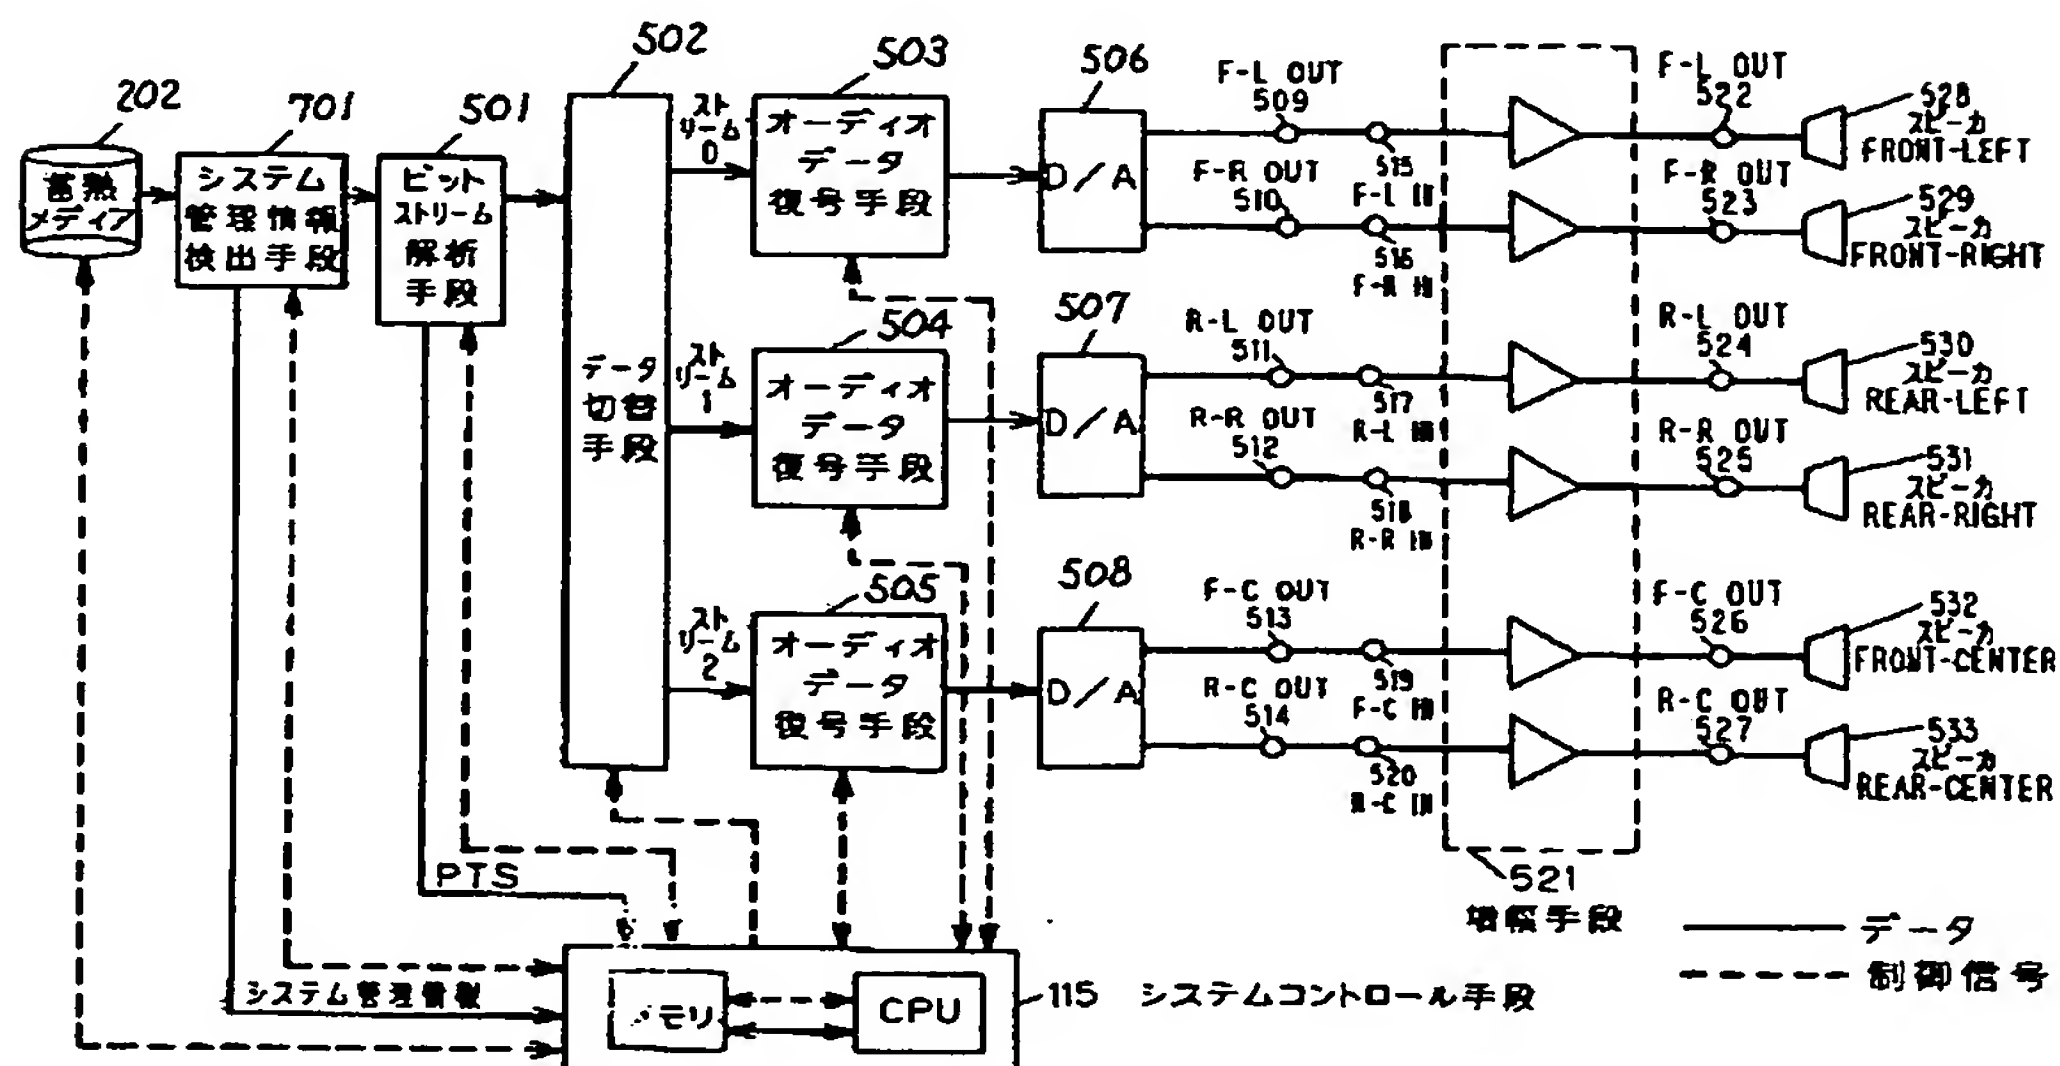 202
蓄熱
メディア
701
システム
管理情報
検出手段
501
ビット
ストリーム
解析
手段
502
データ
切替
手段
ストリーム
0
503
オーディオ
データ
復号手段
ストリーム
1
504
オーディオ
データ
復号手段
ストリーム
2
505
オーディオ
データ
復号手段
506
D/A
507
D/A
508
D/A
F-L OUT
509
515
F-L IN
F-R OUT
510
516
F-R IN
R-L OUT
511
517
R-L IN
R-R OUT
512
518
R-R IN
F-C OUT
513
519
F-C IN
R-C OUT
514
520
R-C IN
521
増幅手段
F-L OUT
522
F-R OUT
523
R-L OUT
524
R-R OUT
525
F-C OUT
526
R-C OUT
527
528
スピーカ
FRONT-LEFT
529
スピーカ
FRONT-RIGHT
530
スピーカ
REAR-LEFT
531
スピーカ
REAR-RIGHT
532
スピーカ
FRONT-CENTER
533
スピーカ
REAR-CENTER
PTS
システム管理情報
メモリ
CPU
115 システムコントロール手段
データ
制御信号